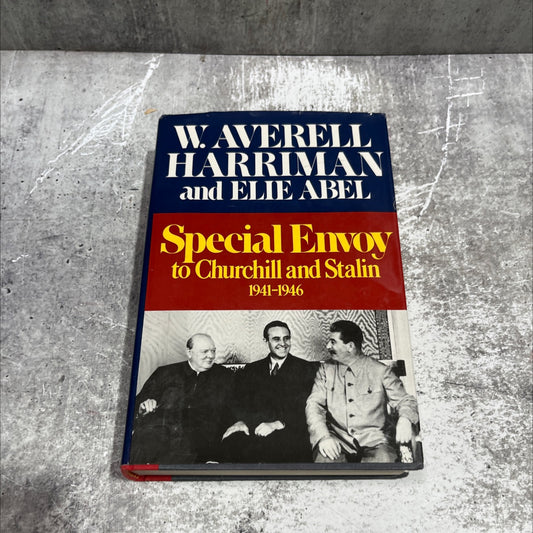 W. AVERELL
HARRIMAN
and ELIE ABEL
Special Envoy
to Churchill and Stalin
1941-1946